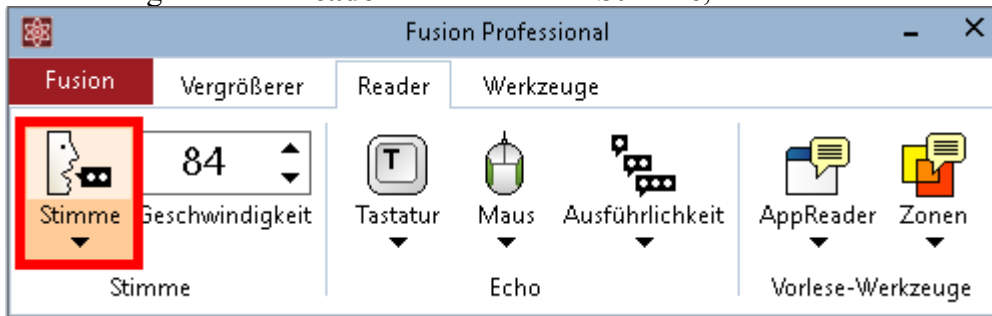 Fusion Professional
Fusion Vergrößerer Reader Werkzeuge
84 T
Stimme Geschwindigkeit Tastatur Maus Ausführlichkeit AppReader Zonen
Stimme Echo Vorlese-Werkzeuge